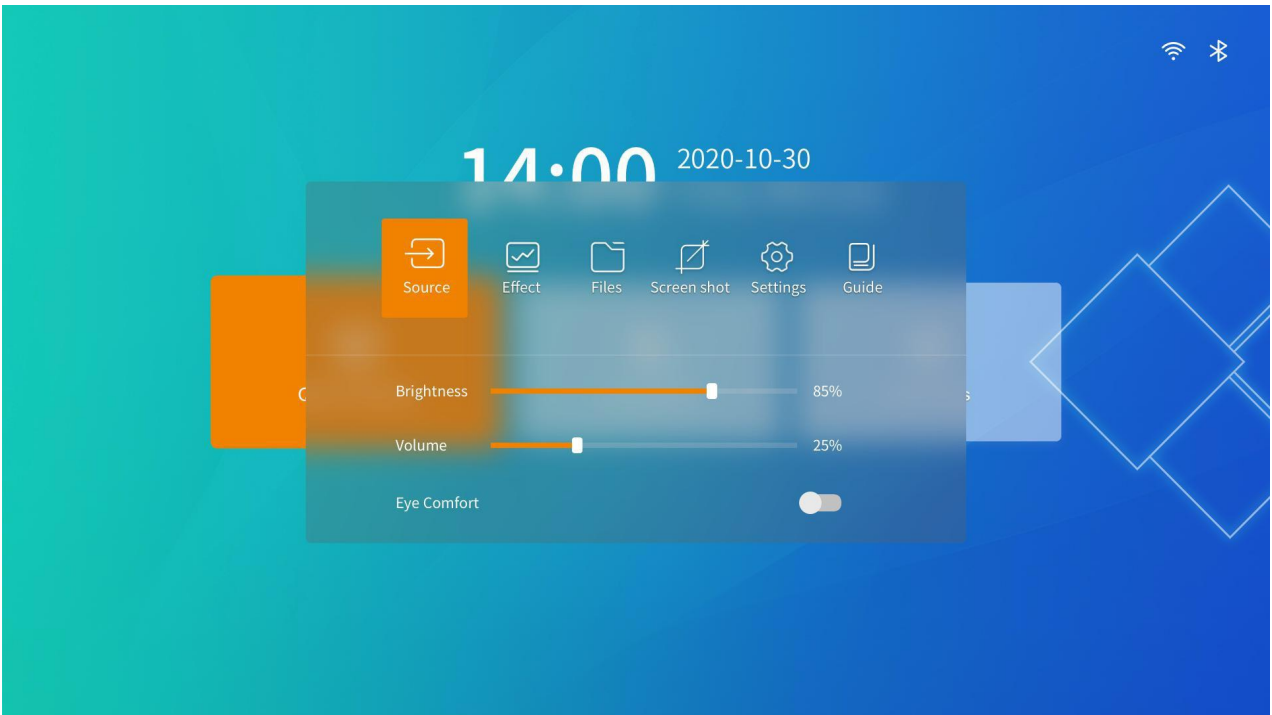 14:00 2020-10-30
Source Effect Files Screen shot Settings Guide
Brightness 85%
Volume 25%
Eye Comfort